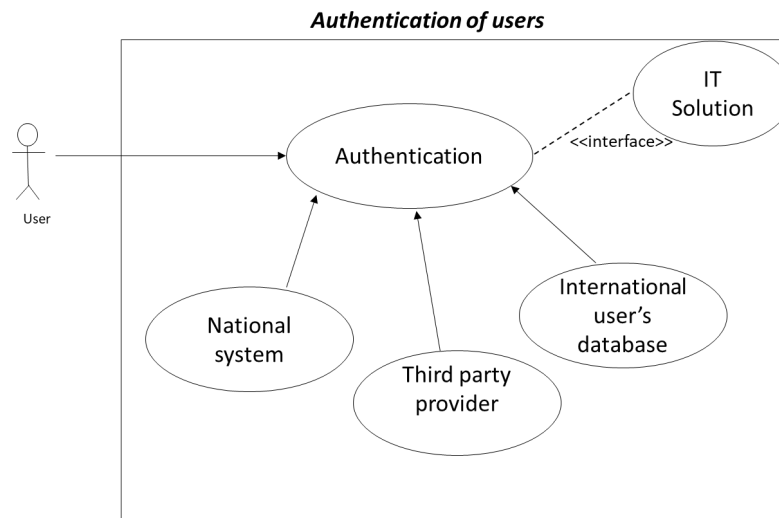 Authentication of users
IT
Solution
<<interface>>
Authentication
User
National
system
Third party
provider
International
user's
database